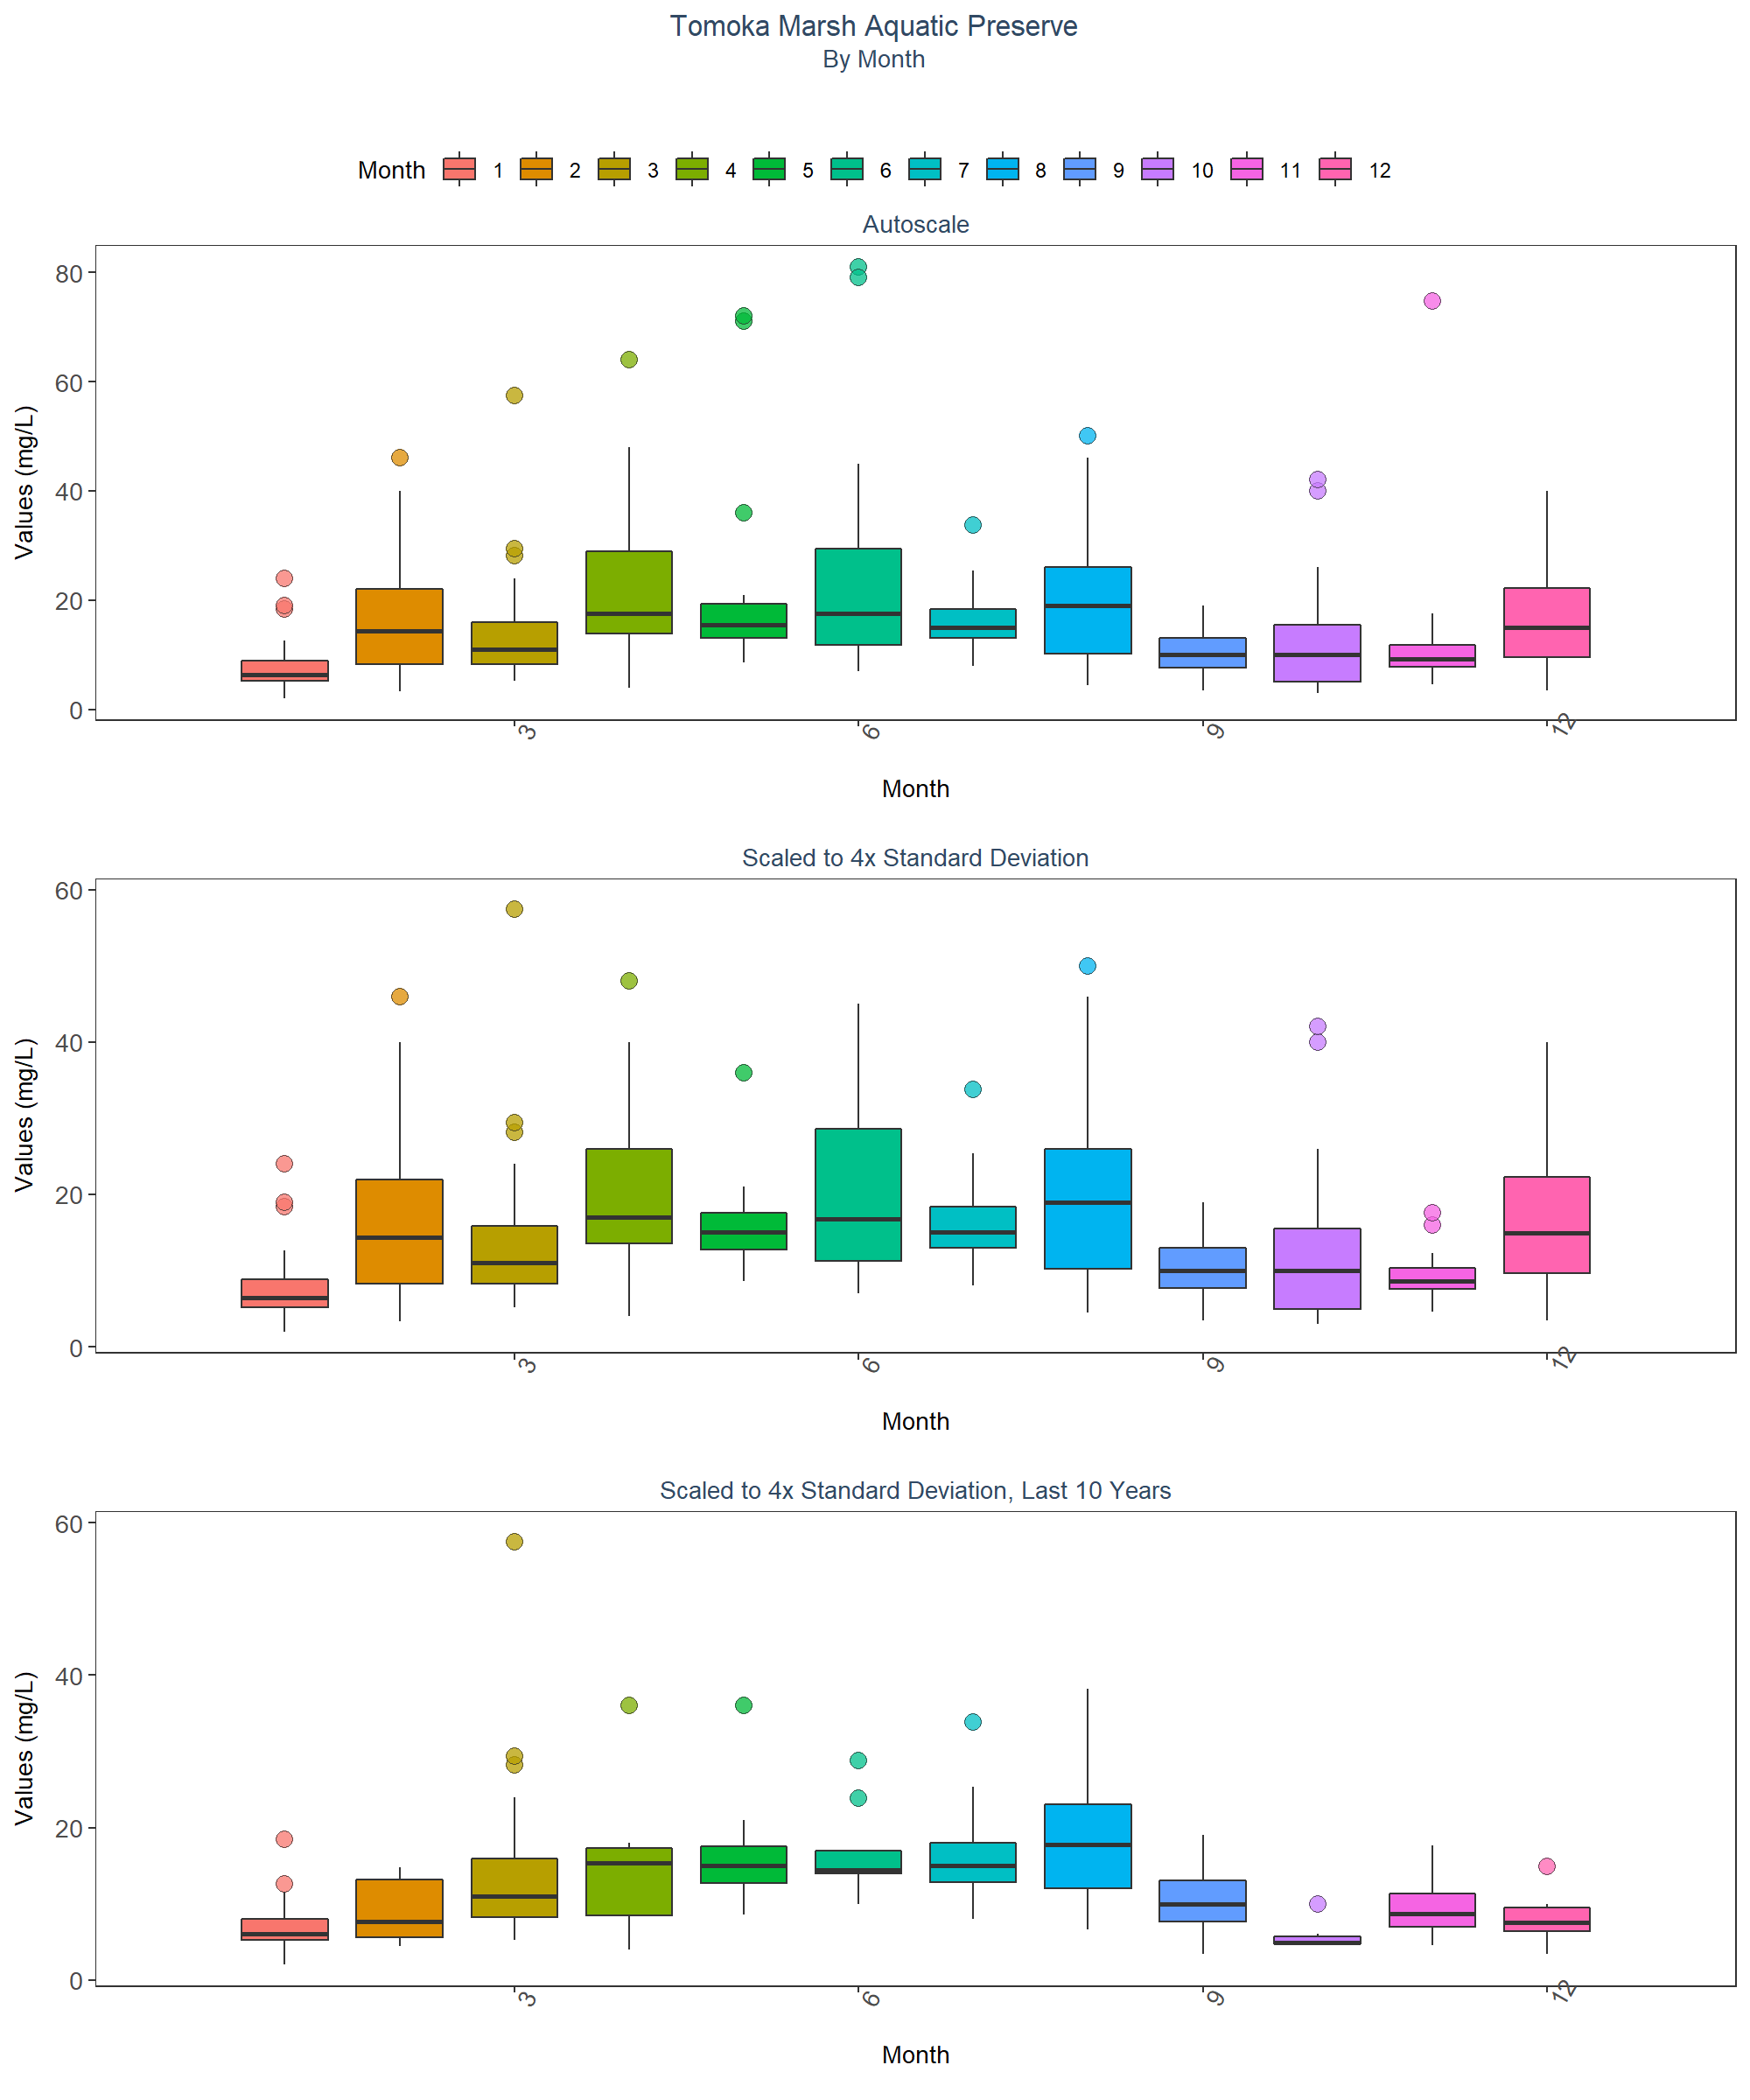 Tomoka Marsh Aquatic Preserve
By Month
Month 1 2 3 4 5 6 7 8 9 10 11 12
Autoscale
Values (mg/L)
80
60
40
20
0
3 6 9 12
Month
Scaled to 4x Standard Deviation
Values (mg/L)
60
40
20
0
3 6 9 12
Month
Scaled to 4x Standard Deviation, Last 10 Years
Values (mg/L)
60
40
20
0
3 6 9 12
Month